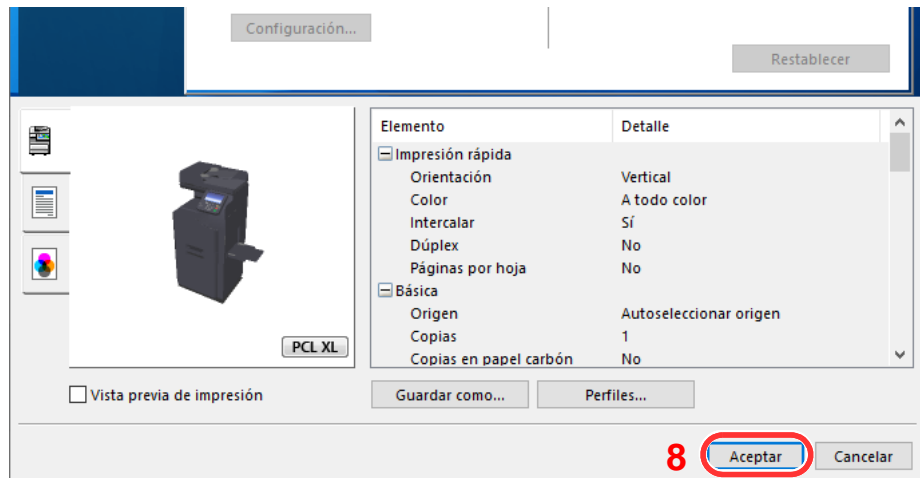 Configuración...
Restablecer
Elemento Detalle
Impresión rápida
Orientación Vertical
Color A todo color
Intercalar Sí
Dúplex No
Páginas por hoja No
Básica
Origen Autoseleccionar origen
Copias 1
Copias en papel carbón No
PCL XL
Vista previa de impresión Guardar como... Perfiles...
8 Aceptar Cancelar